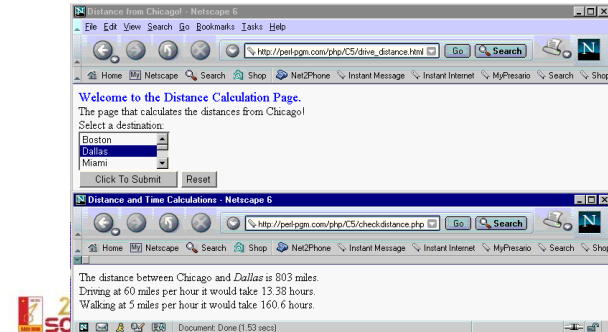 Distance from Chicago! - Netscape 6
File Edit View Search Go Bookmarks Tasks Help
http://perl-pgm.com/php/C5/drive_distance.html Go Search N
Home My Netscape Search Shop Net2Phone Instant Message Instant Internet MyPresario Search Shop
Welcome to the Distance Calculation Page.
The page that calculates the distances from Chicago!
Select a destination:
Boston
Dallas
Miami
Click To Submit Reset
Distance and Time Calculations - Netscape 6
http://perl-pgm.com/php/C5/checkdistance.php Go Search N
Home My Netscape Search Shop Net2Phone Instant Message Instant Internet MyPresario Search Shop
The distance between Chicago and Dallas is 803 miles.
Driving at 60 miles per hour it would take 13.38 hours.
Walking at 5 miles per hour it would take 160.6 hours.
Document: Done (1.53 secs)